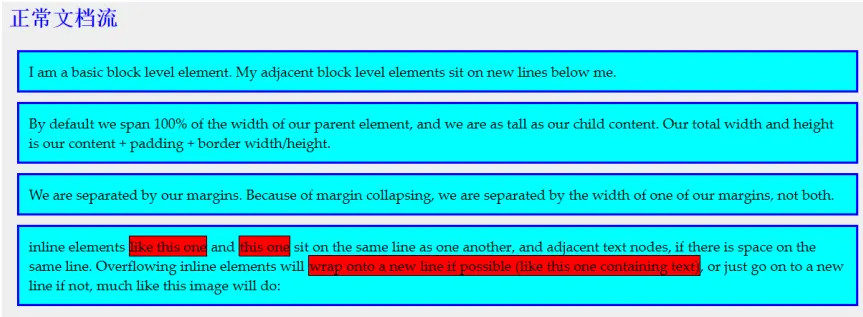 正常文档流
I am a basic block level element. My adjacent block level elements sit on new lines below me.
By default we span 100% of the width of our parent element, and we are as tall as our child content. Our total width and height
is our content + padding + border width/height.
We are separated by our margins. Because of margin collapsing, we are separated by the width of one of our margins, not both.
inline elements like this one and this one sit on the same line as one another, and adjacent text nodes, if there is space on the
same line. Overflowing inline elements will wrap onto a new line if possible (like this one containing text), or just go on to a new
line if not, much like this image will do: